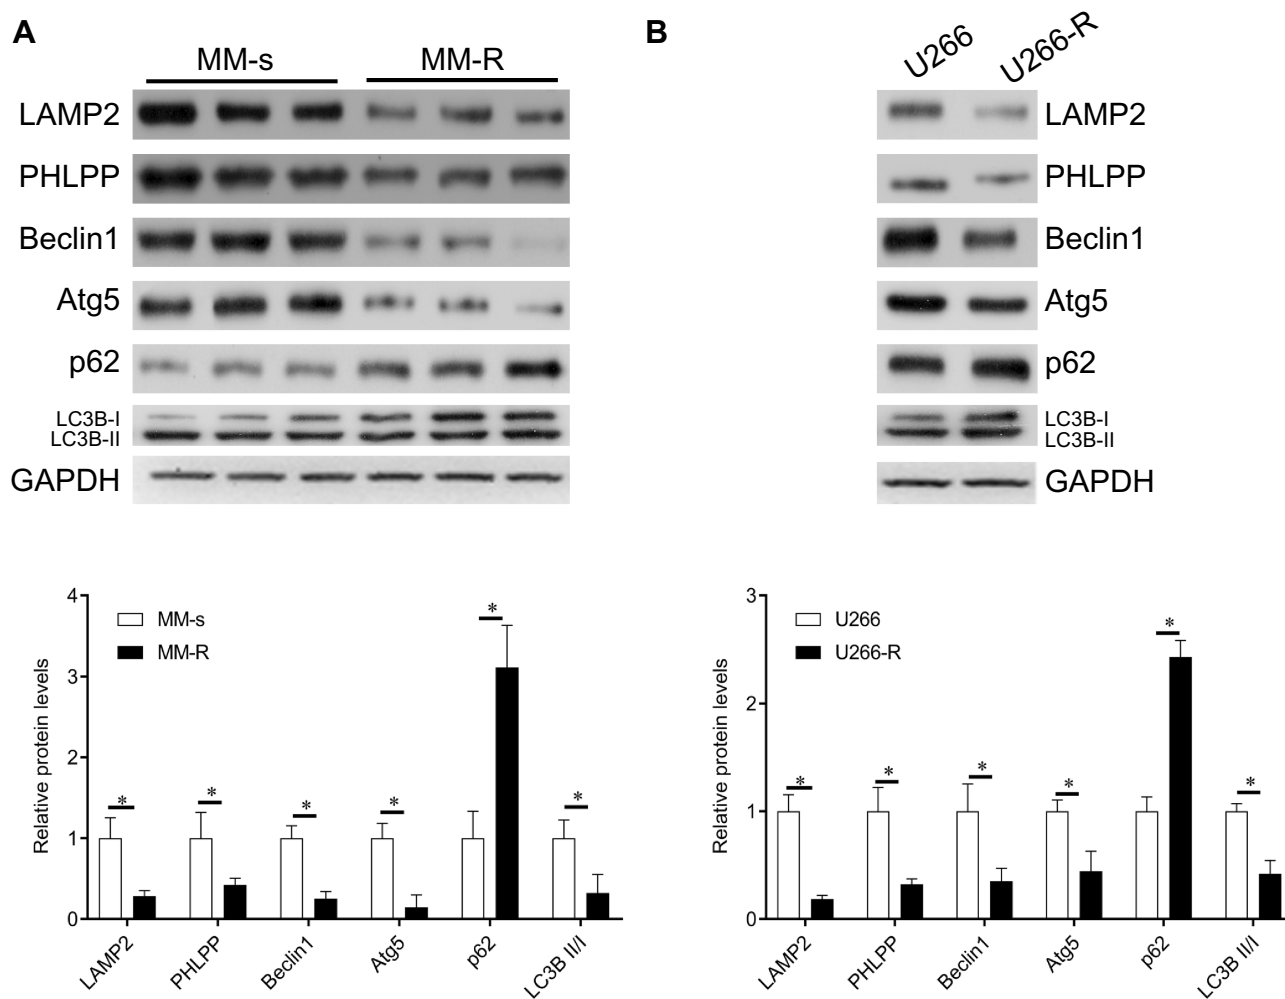 A
MM-s MM-R
LAMP2
PHLPP
Beclin1
Atg5
p62
LC3B-I
LC3B-II
GAPDH
B
U266 U266-R
LAMP2
PHLPP
Beclin1
Atg5
p62
LC3B-I
LC3B-II
GAPDH
Relative protein levels
4
3
2
1
0
MM-s
MM-R
* * * * * *
LAMP2 PHLPP Beclin1 Atg5 p62 LC3B II/I
Relative protein levels
3
2
1
0
U266
U266-R
* * * * * *
LAMP2 PHLPP Beclin1 Atg5 p62 LC3B II/I